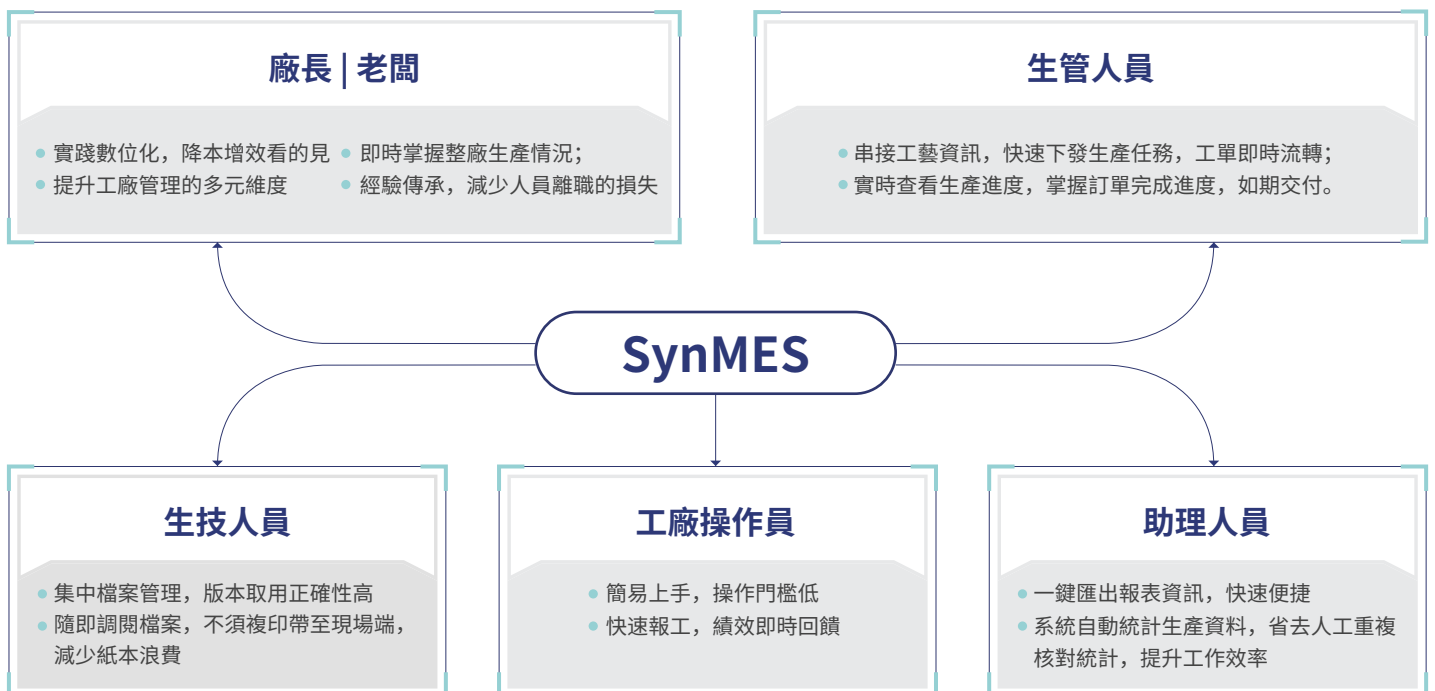 廠長 | 老闆
實踐數位化，降本增效看的見
提升工廠管理的多元維度
即時掌握整廠生產情況；
經驗傳承，減少人員離職的損失
生管人員
串接工藝資訊，快速下發生產任務，工單即時流轉；
實時查看生產進度，掌握訂單完成進度，如期交付。
SynMES
生技人員
集中檔案管理，版本取用正確性高
隨即調閱檔案，不須複印帶至現場端，
減少紙本浪費
工廠操作員
簡易上手，操作門檻低
快速報工，績效即時回饋
助理人員
一鍵匯出報表資訊，快速便捷
系統自動統計生產資料，省去人工重複
核對統計，提升工作效率